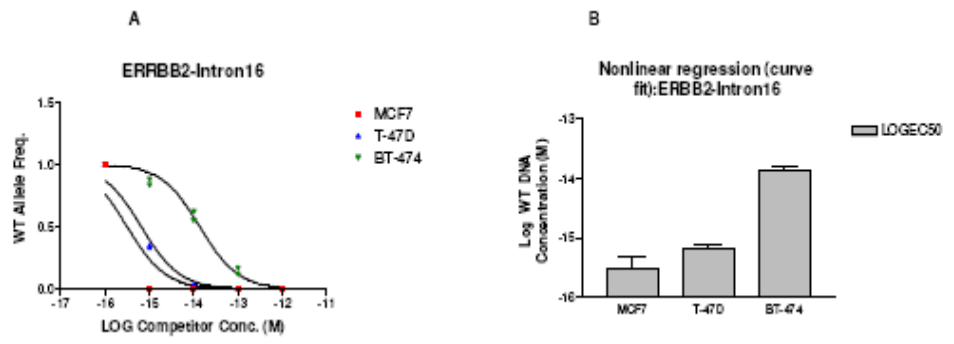 A
ERRBB2-Intron16
WT Allele Freq.
1.5
1.0
0.5
0.0
-17
-16
-15
-14
-13
-12
-11
LOG Competitor Conc. (M)
MCF7
T-47D
BT-474
B
Nonlinear regression (curve
fit):ERBB2-Intron16
Log WT DNA
Concentration (M)
-13
-14
-15
-16
MCF7
T-47D
BT-474
LOGEC50